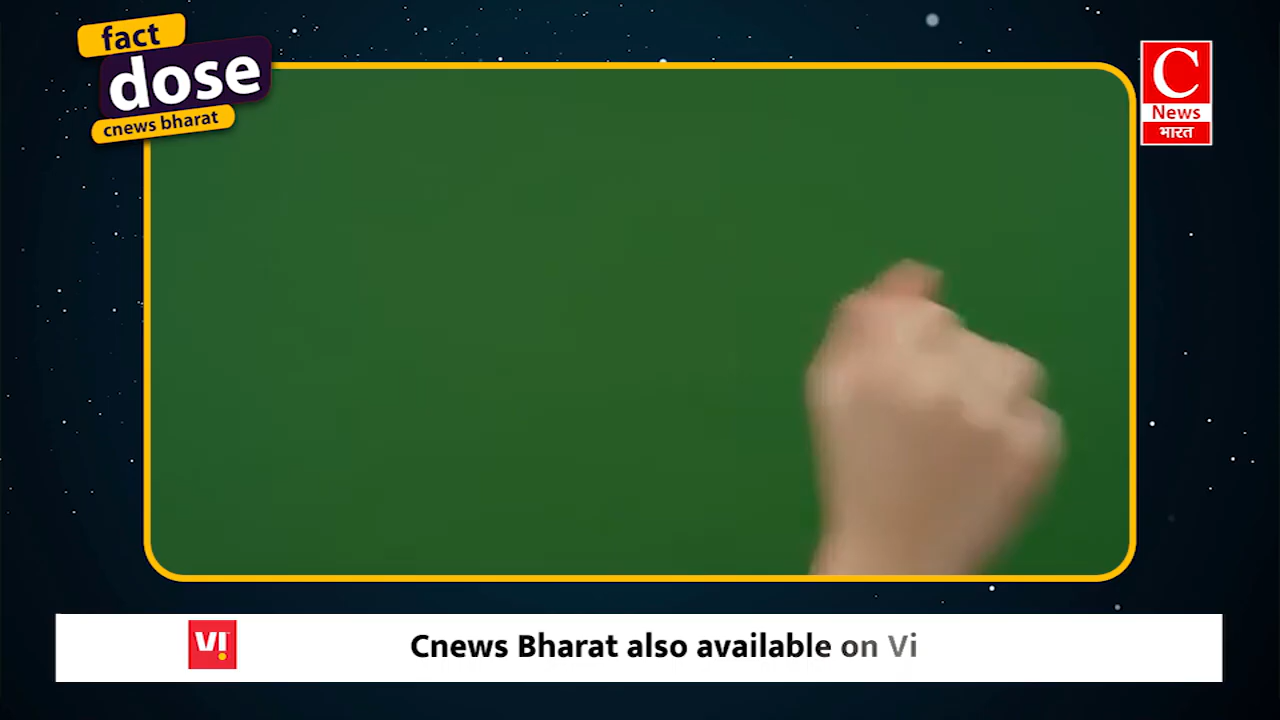 fact
dose
cnews bharat
C
News
भारत
VI
Cnews Bharat also available on Vi